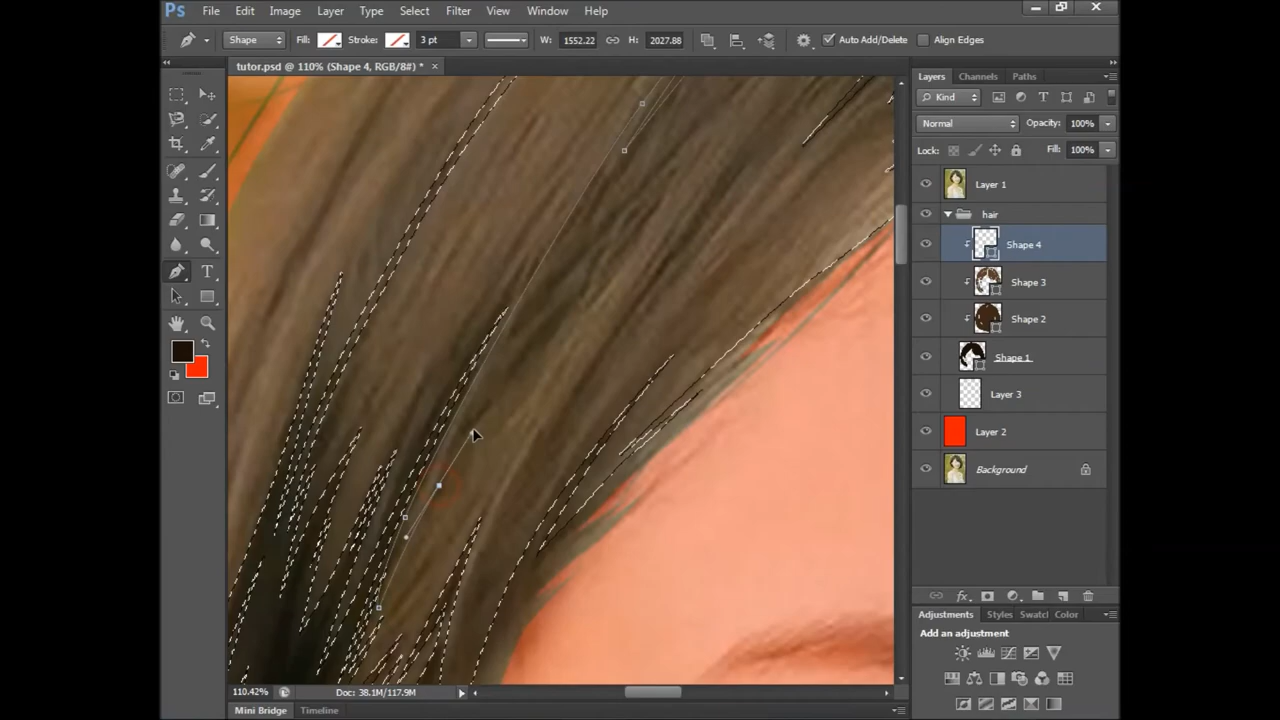 Ps File Edit Image Layer Type Select Filter View Window Help
Shape Fill: Stroke: 3 pt W: 1552.22 H: 2027.88 Auto Add/Delete Align Edges
tutor.psd @ 110% (Shape 4, RGB/8#) * ×
Layers Channels Paths
Kind
Normal Opacity: 100%
Lock: Fill: 100%
Layer 1
hair
Shape 4
Shape 3
Shape 2
Shape 1
Layer 3
Layer 2
Background
fx
Adjustments Styles Swatcl Color
Add an adjustment
110.42% Doc: 38.1M/117.9M
Mini Bridge Timeline